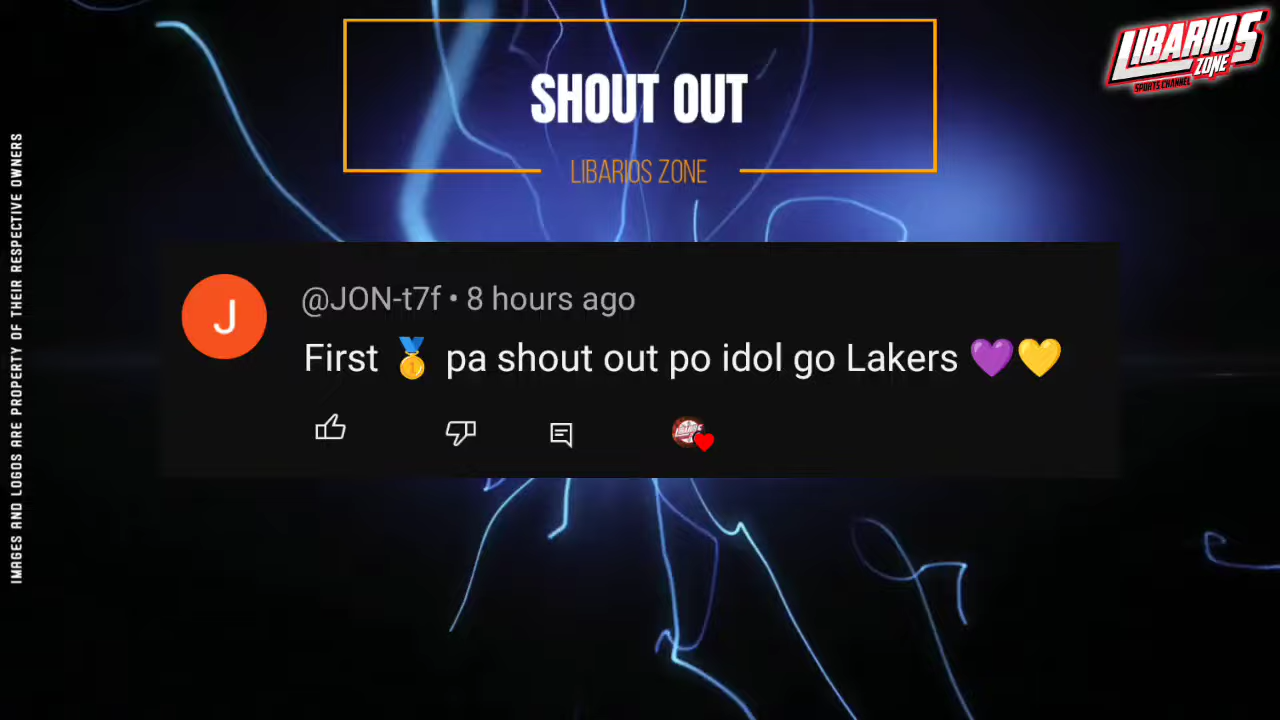 SHOUT OUT
LIBARIOS ZONE
LIBARIOS
ZONE
SPORTS CHANNEL
IMAGES AND LOGOS ARE PROPERTY OF THEIR RESPECTIVE OWNERS
J
@JON-t7f • 8 hours ago
First 🥇 pa shout out po idol go Lakers 💜💛